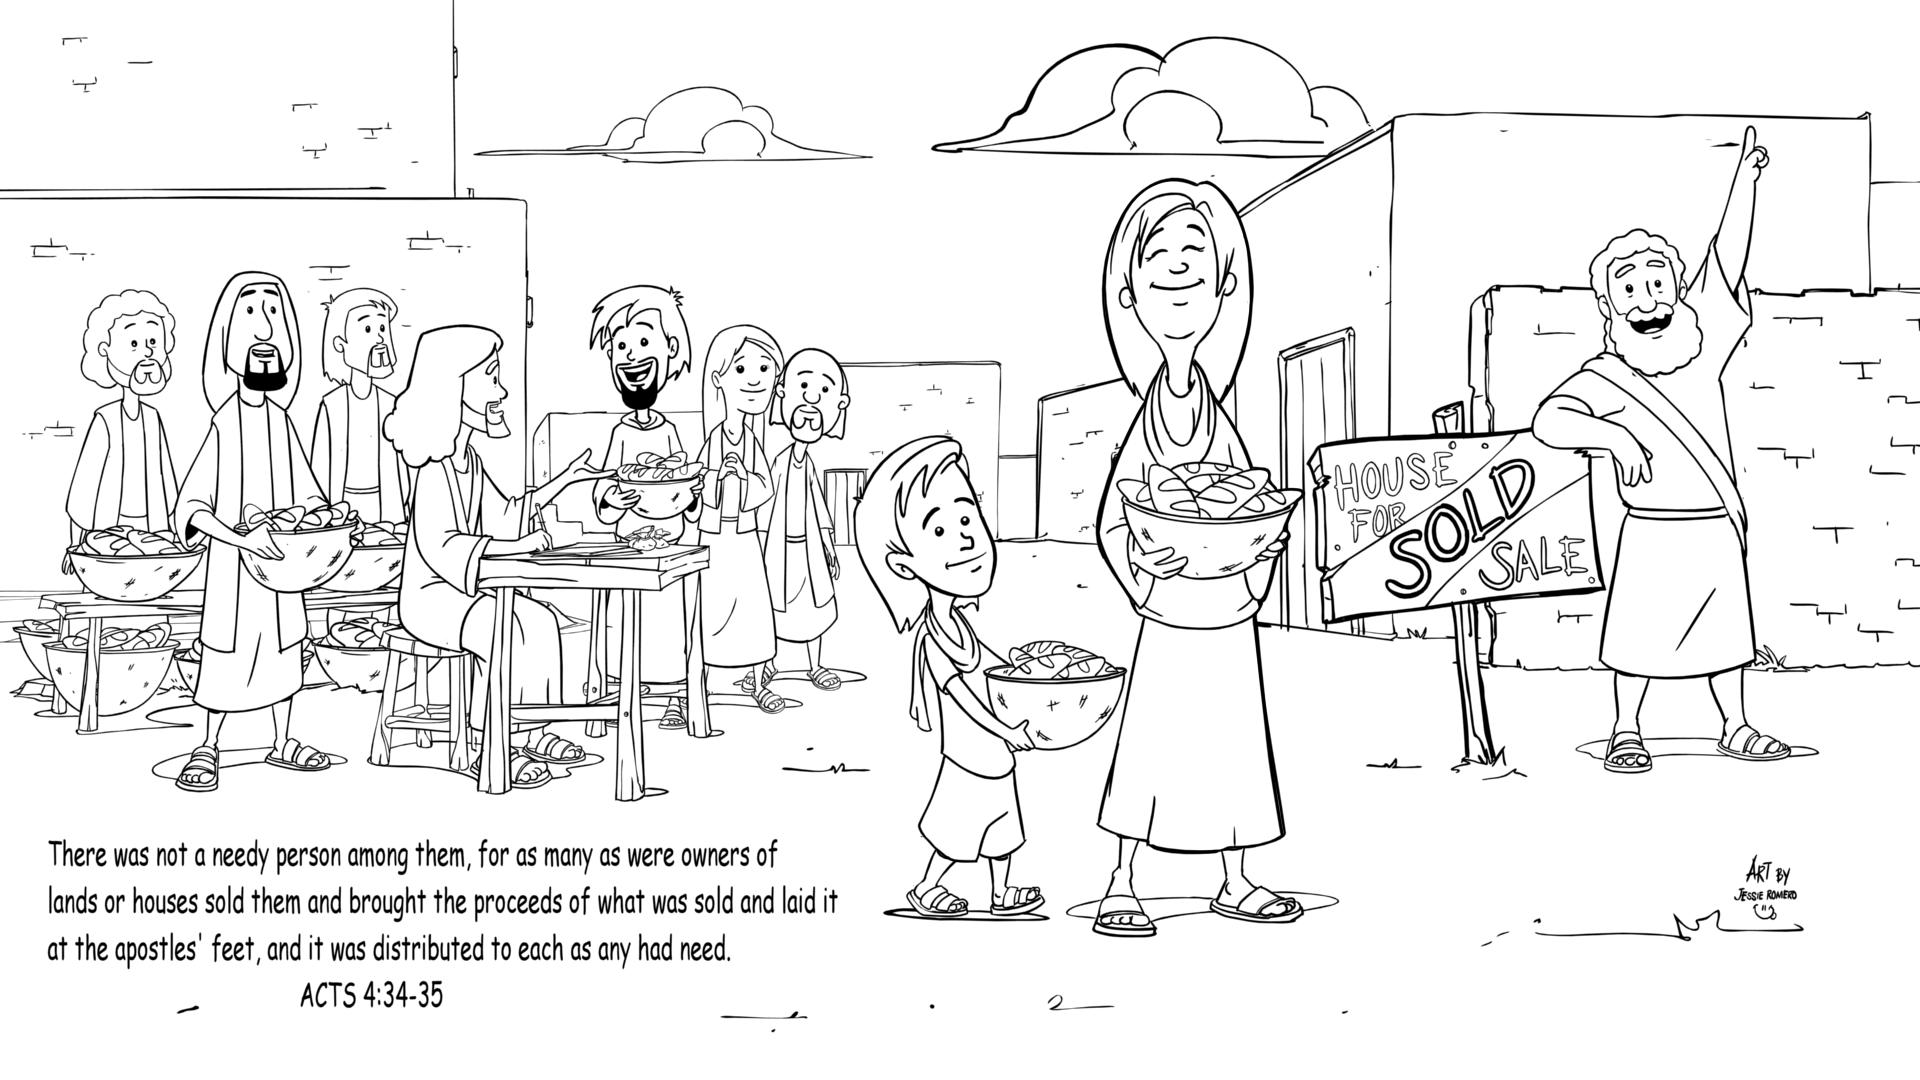 HOUSE
FOR
SOLD
SALE
There was not a needy person among them, for as many as were owners of
lands or houses sold them and brought the proceeds of what was sold and laid it
at the apostles' feet, and it was distributed to each as any had need.
ACTS 4:34-35
ART BY
JESSIE ROMERO